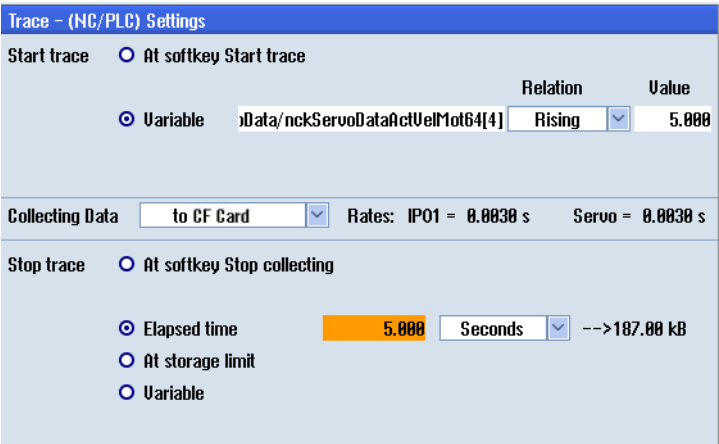 Trace - (NC/PLC) Settings
Start trace At softkey Start trace
Relation Value
Variable Data/nckServoDataActVelMot64[4] Rising 5.000
Collecting Data to CF Card Rates: IPO1 = 0.0030 s Servo = 0.0030 s
Stop trace At softkey Stop collecting
Elapsed time 5.000 Seconds -->187.00 kB
At storage limit
Variable